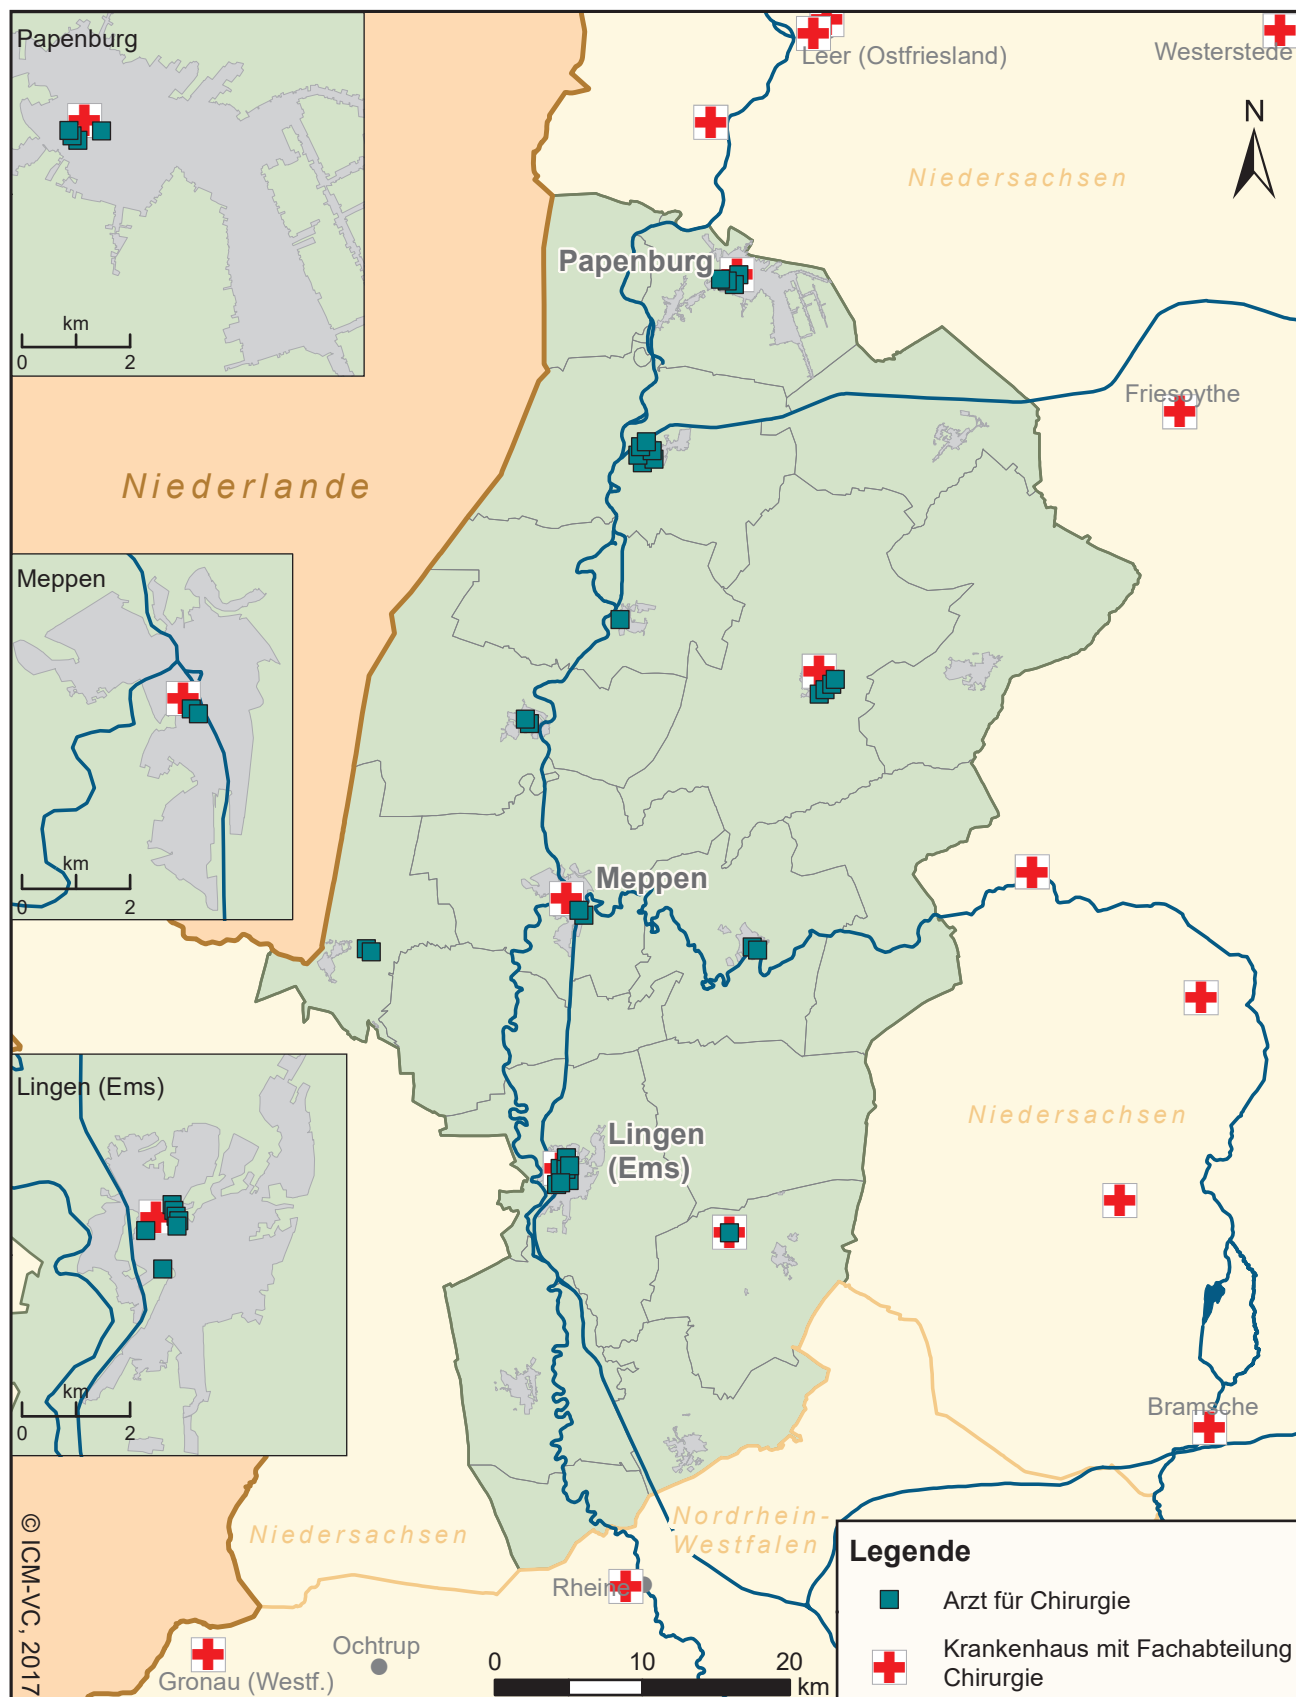 Papenburg
km
0 2
Leer (Ostfriesland)
Westerstede
N
Niedersachsen
Papenburg
Friesoythe
Niederlande
Meppen
km
0 2
Meppen
Lingen (Ems)
km
0 2
Niedersachsen
Lingen
(Ems)
Bramsche
Niedersachsen
Nordrhein-
Westfalen
Rheine
Ochtrup
Gronau (Westf.)
0 10 20
km
Legende
Arzt für Chirurgie
Krankenhaus mit Fachabteilung
Chirurgie
© ICM-VC, 2017